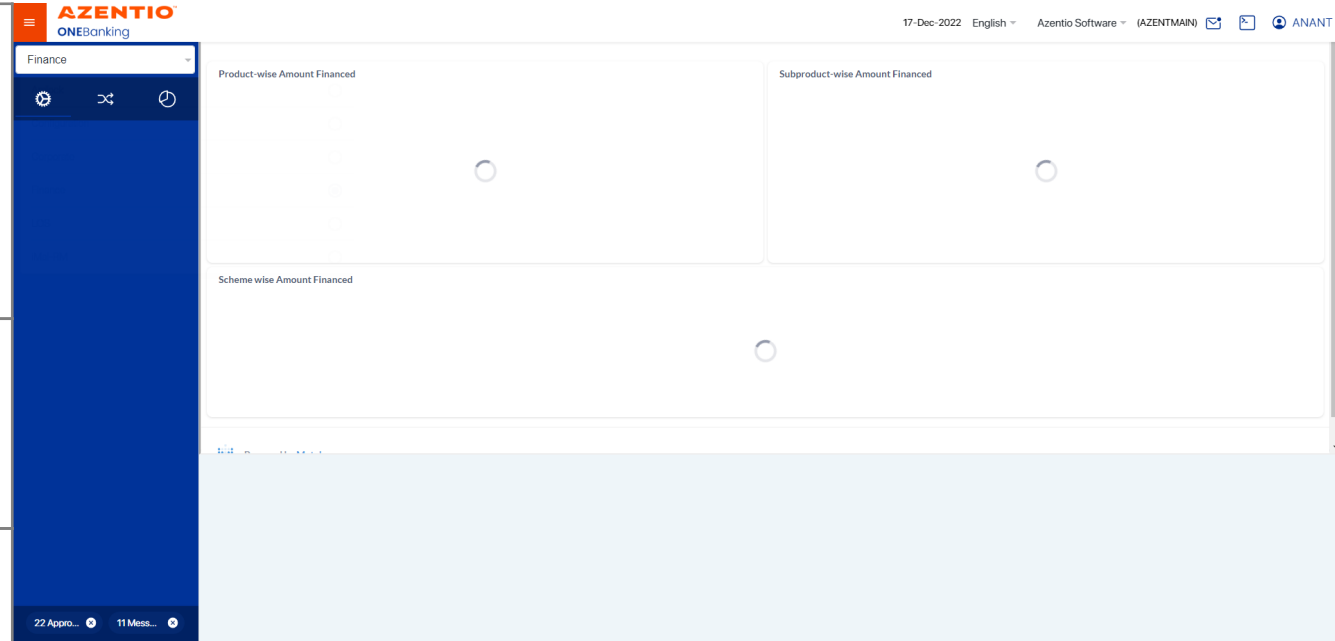 AZENTIO
ONEBanking
17-Dec-2022 English Azentio Software (AZENTMAIN) ANANT
Finance
Product-wise Amount Financed
Subproduct-wise Amount Financed
Scheme wise Amount Financed
22 Appro... 11 Mess...